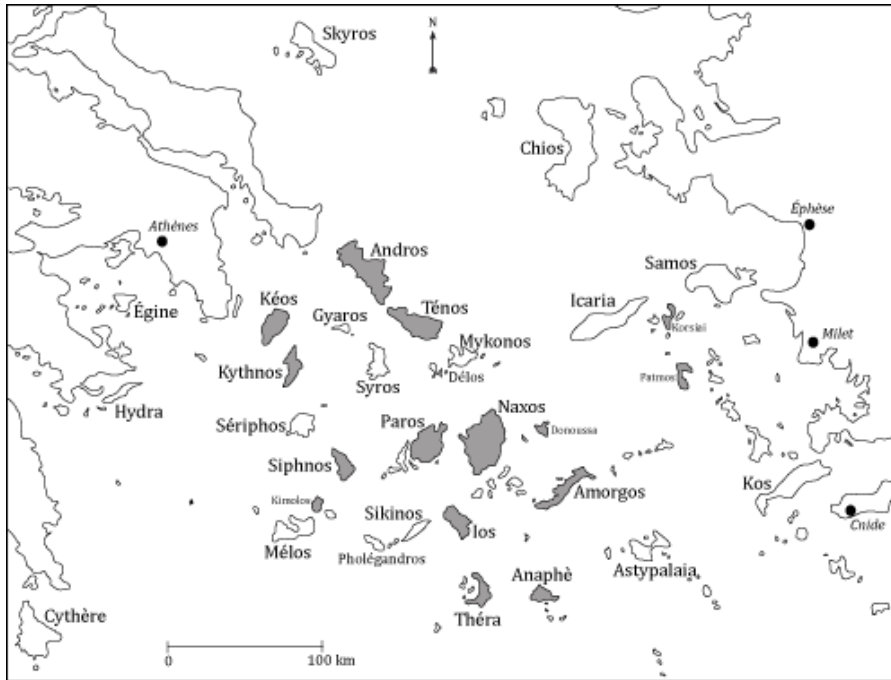 Skyros
N
Chios
Athènes
Éphèse
Andros
Samos
Égine
Kéos
Gyaros
Ténos
Icaria
Korsiai
Mykonos
Milet
Kythnos
Syros
Délos
Patmos
Hydra
Sériphos
Paros
Naxos
Donoussa
Siphnos
Kos
Amorgos
Kimolos
Sikinos
Cnide
Mélos
Ios
Pholégandros
Astypalaia
Anaphè
Cythère
Théra
0
100 km